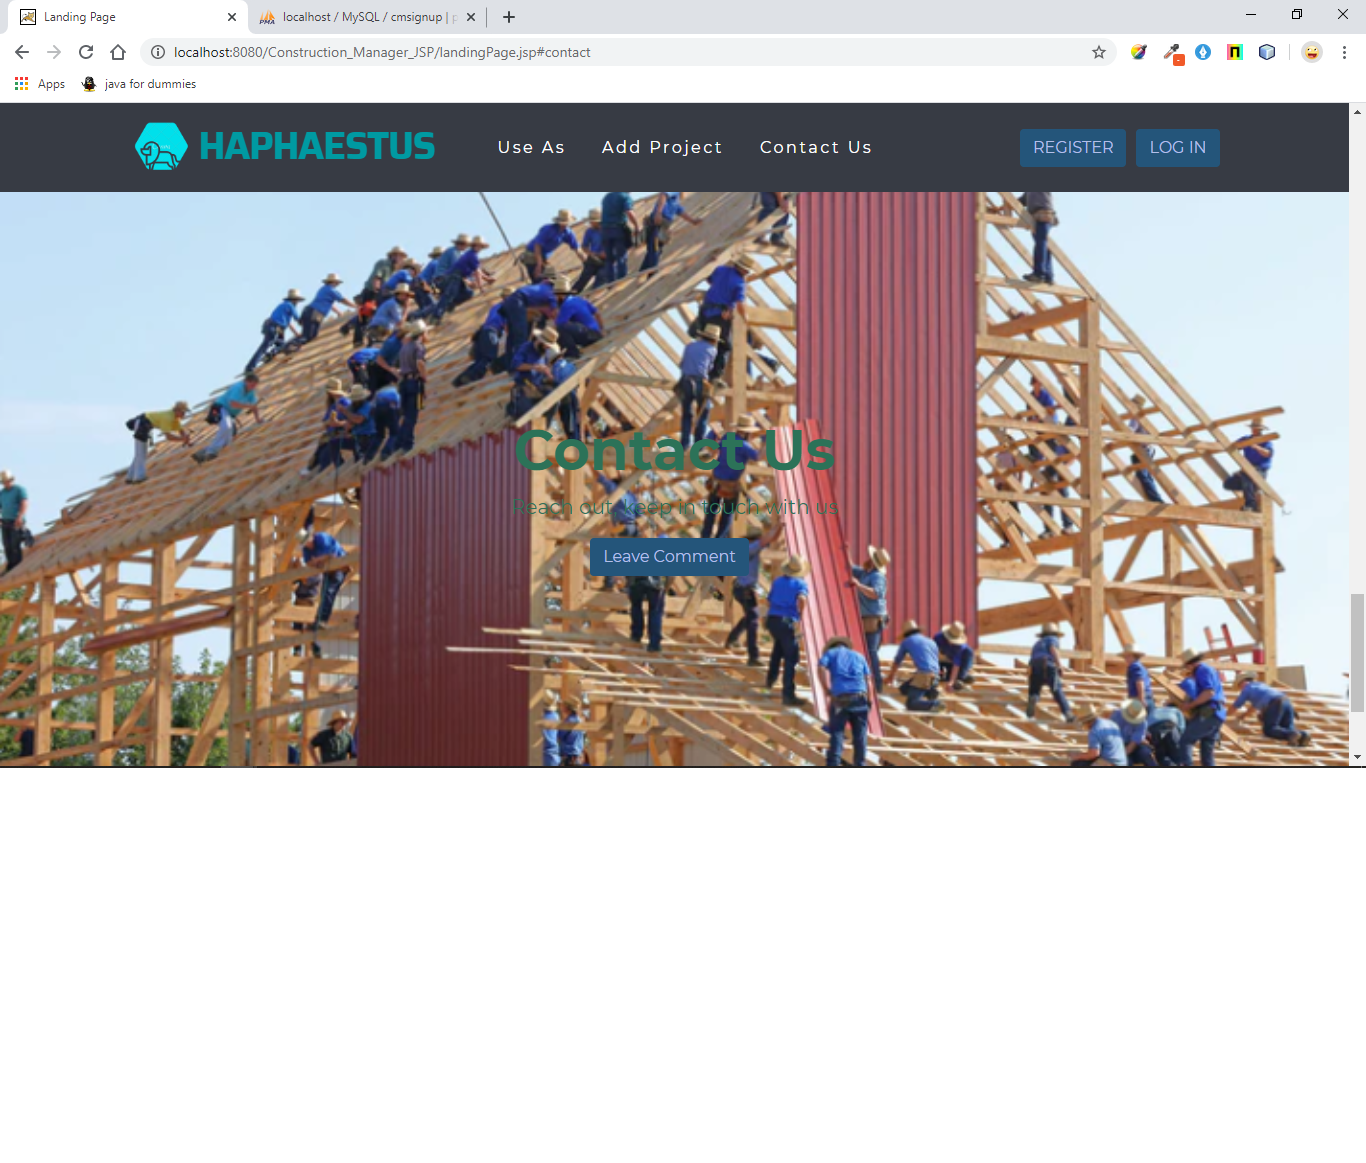 Landing Page
localhost / MySQL / cmsignup | p
localhost:8080/Construction_Manager_JSP/landingPage.jsp#contact
Apps
java for dummies
HAPHAESTUS
Use As
Add Project
Contact Us
REGISTER
LOG IN
Contact Us
Reach out, keep in touch with us
Leave Comment